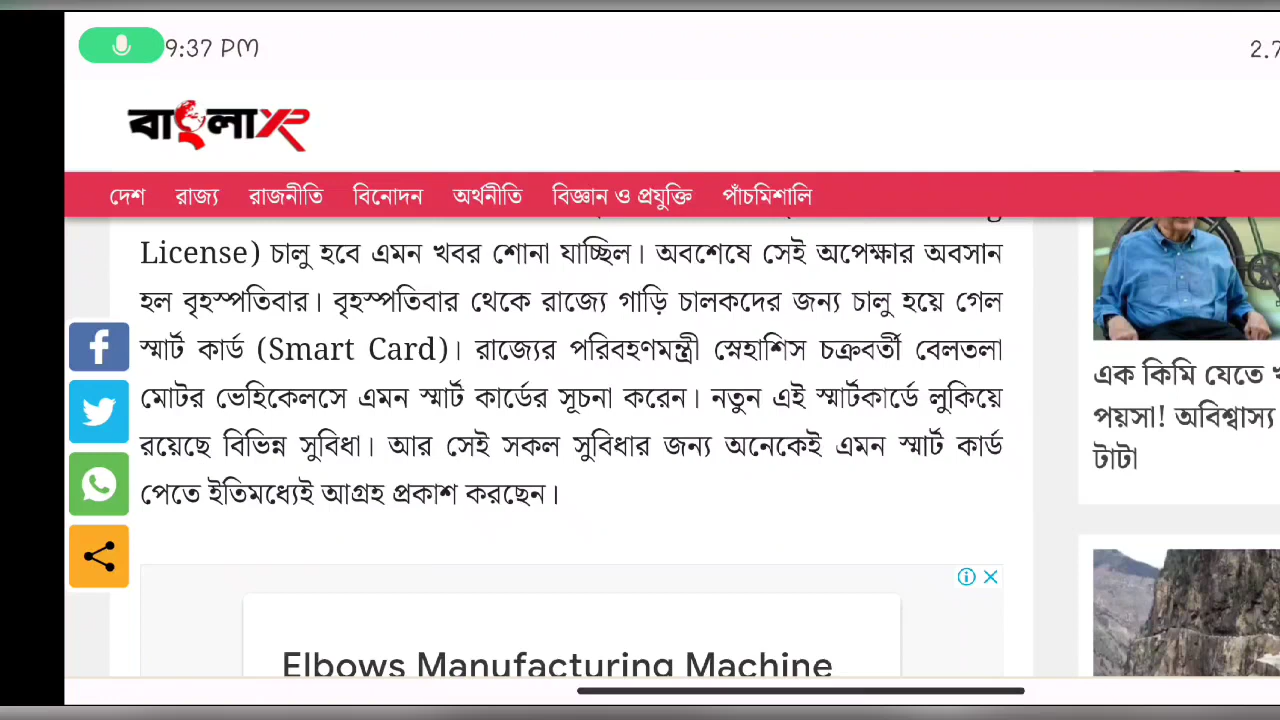 9:37 PM
2.7
বাংলা XP
দেশ রাজ্য রাজনীতি বিনোদন অর্থনীতি বিজ্ঞান ও প্রযুক্তি পাঁচমিশালি
License) চালু হবে এমন খবর শোনা যাচ্ছিল। অবশেষে সেই অপেক্ষার অবসান
হল বৃহস্পতিবার। বৃহস্পতিবার থেকে রাজ্যে গাড়ি চালকদের জন্য চালু হয়ে গেল
স্মার্ট কার্ড (Smart Card)। রাজ্যের পরিবহণমন্ত্রী স্নেহাশিস চক্রবর্তী বেলতলা
মোটর ভেহিকেলসে এমন স্মার্ট কার্ডের সূচনা করেন। নতুন এই স্মার্টকার্ডে লুকিয়ে
রয়েছে বিভিন্ন সুবিধা। আর সেই সকল সুবিধার জন্য অনেকেই এমন স্মার্ট কার্ড
পেতে ইতিমধ্যেই আগ্রহ প্রকাশ করছেন।
এক কিমি যেতে
পয়সা! অবিশ্বাস্য
টাটা
Elbows Manufacturing Machine